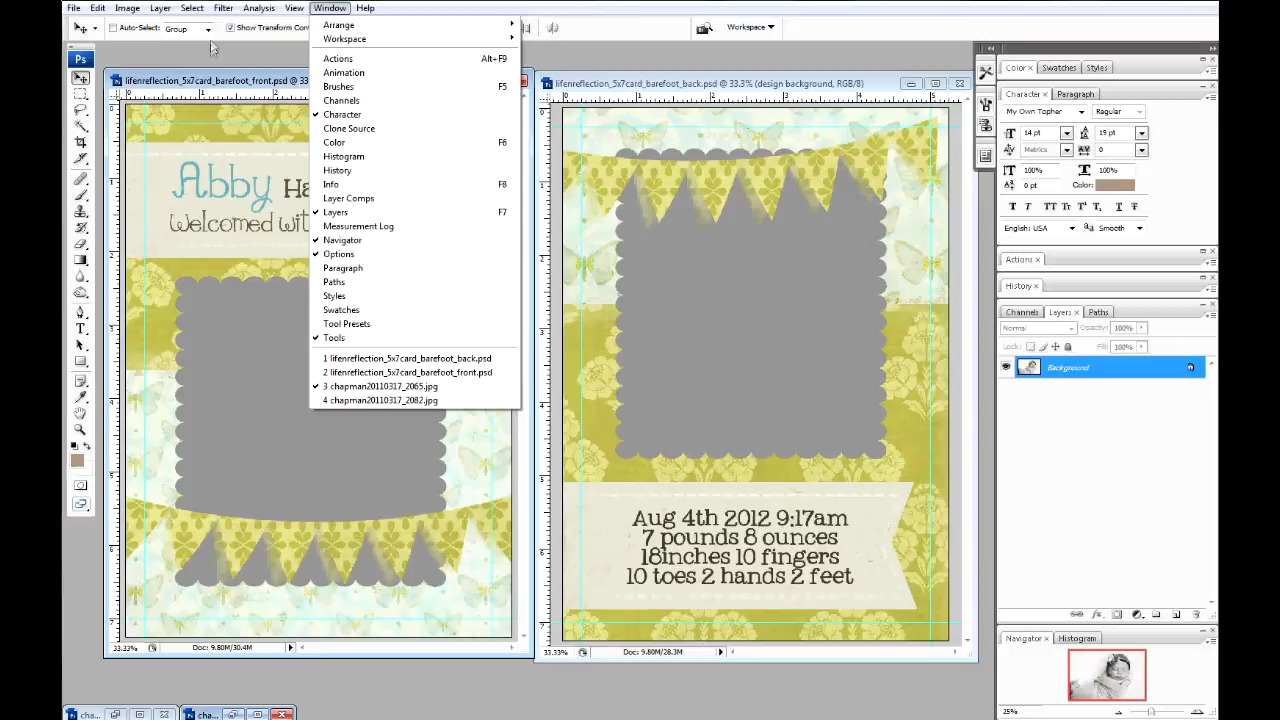 File Edit Image Layer Select Filter Analysis View Window Help
Auto-Select: Group Show Transform Cont Workspace
Ps
lifenreflection_5x7card_barefoot_front.psd @ 33
Abby
Welcomed wit
33.33% Doc: 9.80M/30.4M
Arrange
Workspace
Actions Alt+F9
Animation
Brushes F5
Channels
Character
Clone Source
Color F6
Histogram
History
Info F8
Layer Comps
Layers F7
Measurement Log
Navigator
Options
Paragraph
Paths
Styles
Swatches
Tool Presets
Tools
1 lifenreflection_5x7card_barefoot_back.psd
2 lifenreflection_5x7card_barefoot_front.psd
3 chapman20110317_2065.jpg
4 chapman20110317_2082.jpg
lifenreflection_5x7card_barefoot_back.psd @ 33.3% (design background, RGB/8)
Aug 4th 2012 9:17am
7 pounds 8 ounces
18inches 10 fingers
10 toes 2 hands 2 feet
33.33% Doc: 9.80M/28.3M
Color Swatches Styles
Character Paragraph
My Own Topher Regular
14 pt 19 pt
Metrics 0
100% 100%
0 pt Color:
T T TT Tt T¹ T₁ T T
English: USA Smooth
Actions
History
Channels Layers Paths
Normal Opacity: 100%
Lock: Fill: 100%
Background
Navigator Histogram
25%
cha... cha...